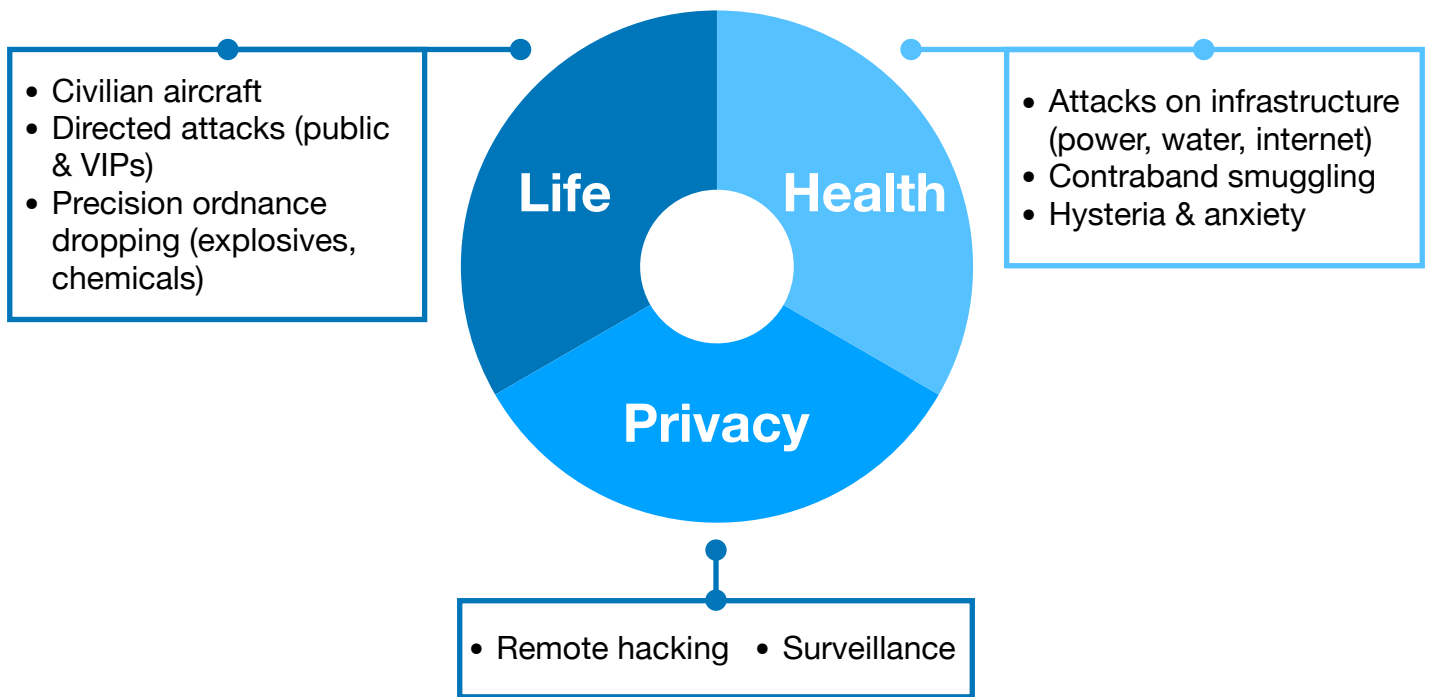 • Civilian aircraft
• Directed attacks (public
& VIPs)
• Precision ordnance
dropping (explosives,
chemicals)
Life
Health
• Attacks on infrastructure
(power, water, internet)
• Contraband smuggling
• Hysteria & anxiety
Privacy
• Remote hacking • Surveillance